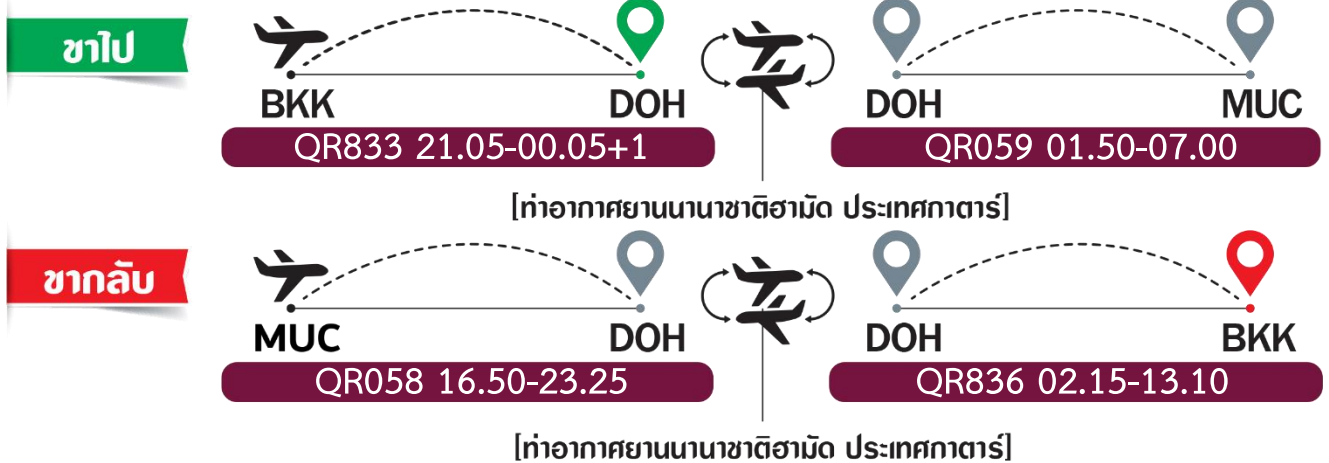 ขาไป
BKK DOH DOH MUC
QR833 21.05-00.05+1 QR059 01.50-07.00
[ท่าอากาศยานนานาชาติฮามัด ประเทศกาตาร์]
ขากลับ
MUC DOH DOH BKK
QR058 16.50-23.25 QR836 02.15-13.10
[ท่าอากาศยานนานาชาติฮามัด ประเทศกาตาร์]